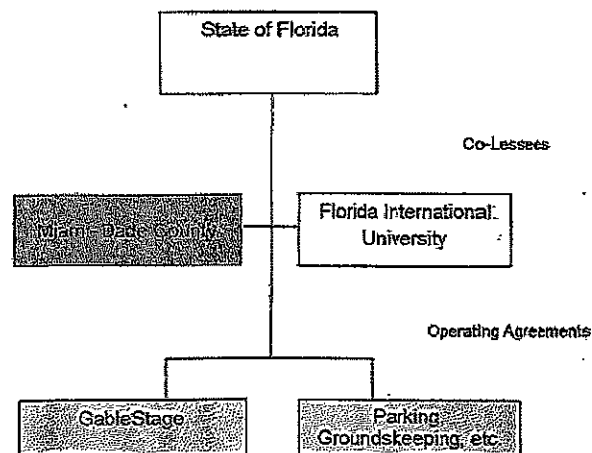 State of Florida
Co-Lessees
Miami-Dade County
Florida International
University
Operating Agreements
GableStage
Parking
Groundskeeping, etc